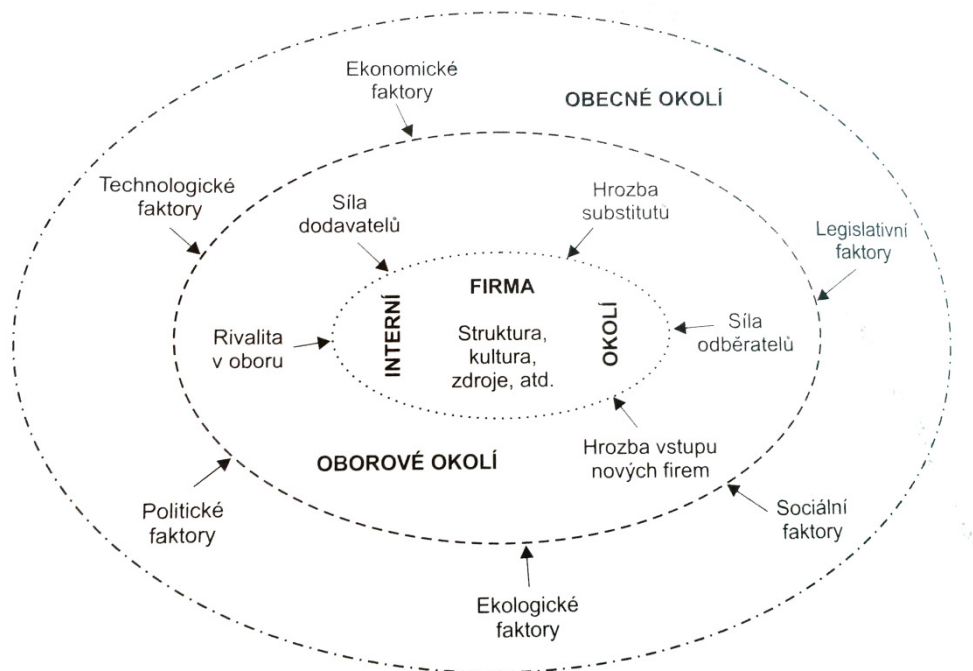 Ekonomické
faktory
OBECNÉ OKOLÍ
Technologické
faktory
Síla
dodavatelů
Hrozba
substitutů
Legislativní
faktory
FIRMA
INTERNÍ
OKOLÍ
Struktura,
kultura,
zdroje, atd.
Rivalita
v oboru
Síla
odběratelů
OBOROVÉ OKOLÍ
Hrozba vstupu
nových firem
Politické
faktory
Sociální
faktory
Ekologické
faktory